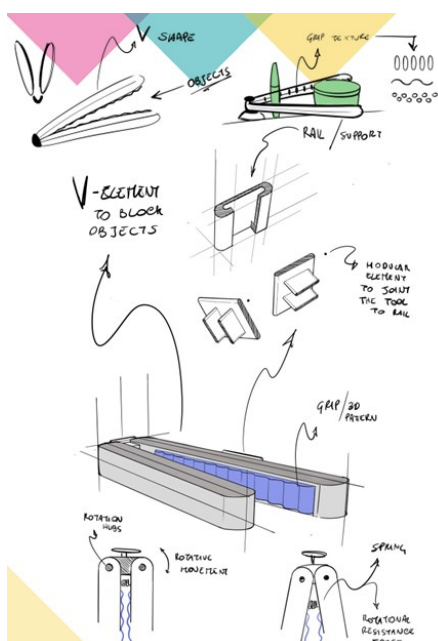 V SHAPE
GRIP TEXTURE
OBJECTS
RAIL / SUPPORT
V-ELEMENT
TO BLOCK
OBJECTS
MODULAR
ELEMENT
TO JOINT
THE TOOL
TO RAIL
GRIP/3D
PATERN
ROTATION
HUBS
ROTATIVE
MOVEMENT
SPRING
ROTATIONAL
RESISTANCE